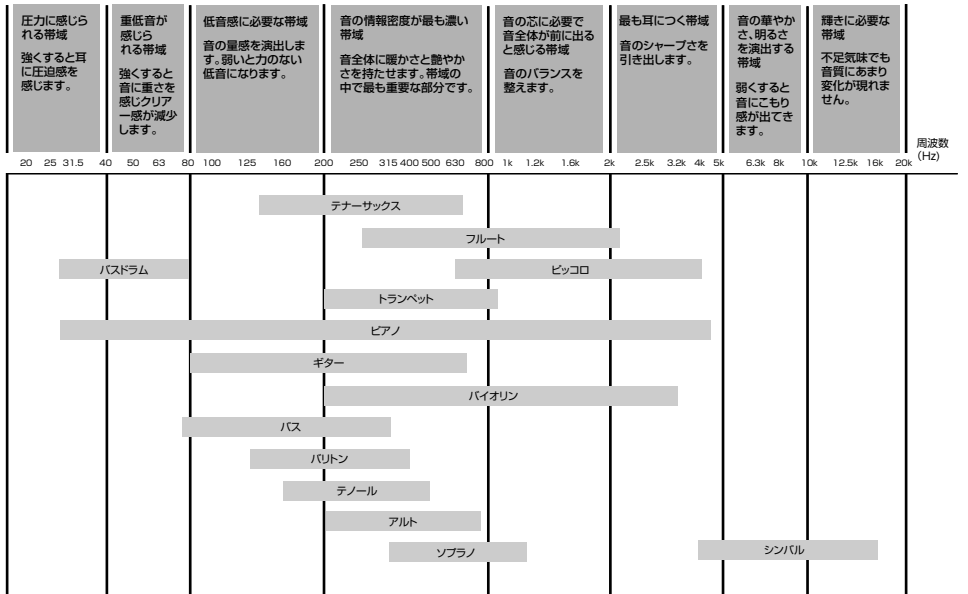 圧力に感じら
れる帯域
強くすると耳
に圧迫感を
感じます。
重低音が
感じら
れる帯域
強くすると
音に重さを
感じクリア
ー感が減少
します。
低音感に必要な帯域
音の量感を演出しま
す。弱いと力のない
低音になります。
音の情報密度が最も濃い
帯域
音全体に暖かさと艶やか
さを持たせます。帯域の
中で最も重要な部分です。
音の芯に必要で
音全体が前に出る
と感じる帯域
音のバランスを
整えます。
最も耳につく帯域
音のシャープさを
引き出します。
音の華やか
さ、明るさ
を演出する
帯域
弱くすると
音にこもり
感が出てき
ます。
輝きに必要な
帯域
不足気味でも
音質にあまり
変化が現れま
せん。
20 25 31.5 40 50 63 80 100 125 160 200 250 315 400 500 630 800 1k 1.2k 1.6k 2k 2.5k 3.2k 4k 5k 6.3k 8k 10k 12.5k 16k 20k
周波数
(Hz)
テナーサックス
フルート
バスドラム
ピッコロ
トランペット
ピアノ
ギター
バイオリン
バス
バリトン
テノール
アルト
ソプラノ
シンバル